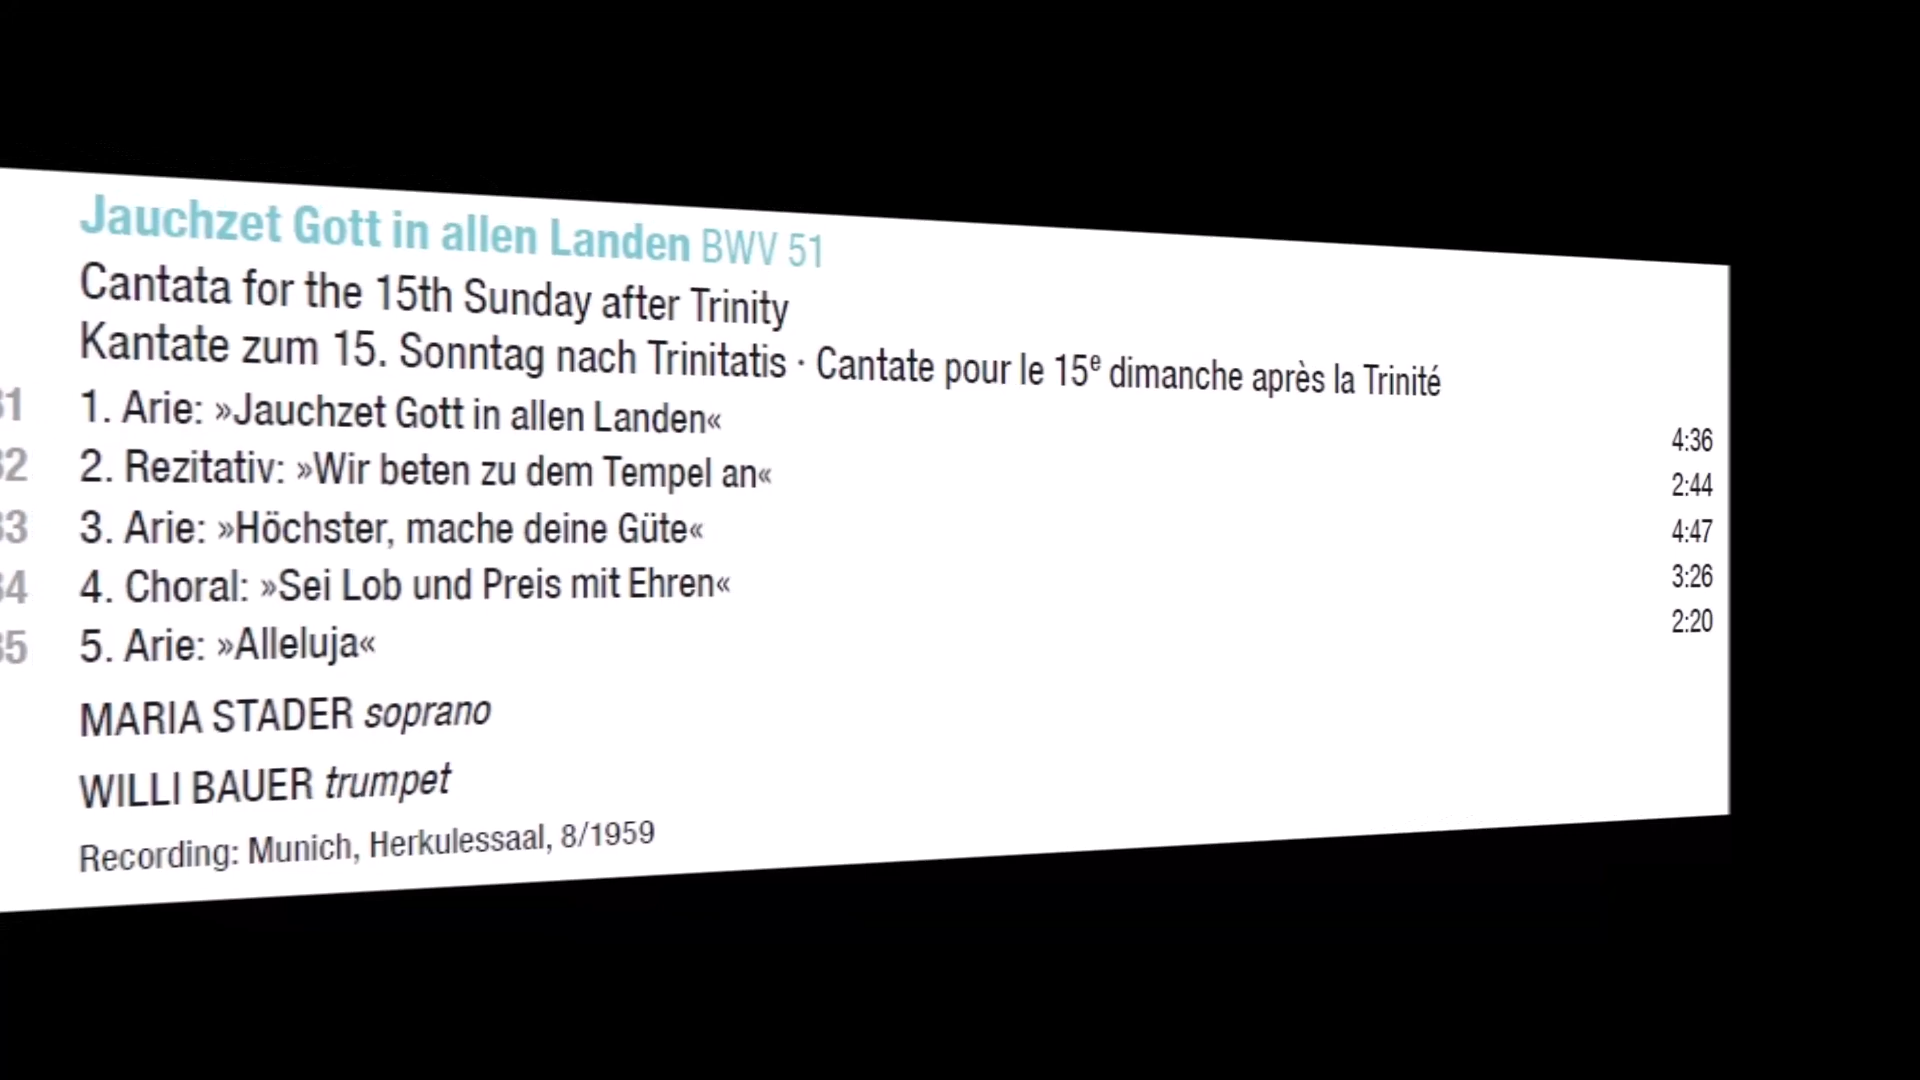 Jauchzet Gott in allen Landen BWV 51
Cantata for the 15th Sunday after Trinity
Kantate zum 15. Sonntag nach Trinitatis · Cantate pour le 15e dimanche après la Trinité
1. Arie: »Jauchzet Gott in allen Landen« 4:36
2. Rezitativ: »Wir beten zu dem Tempel an« 2:44
3. Arie: »Höchster, mache deine Güte« 4:47
4. Choral: »Sei Lob und Preis mit Ehren« 3:26
5. Arie: »Alleluja« 2:20
MARIA STADER soprano
WILLI BAUER trumpet
Recording: Munich, Herkulessaal, 8/1959